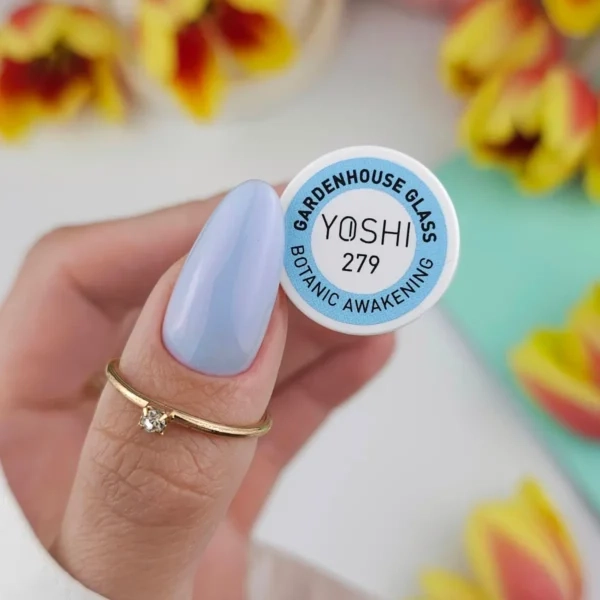 GARDENHOUSE GLASS
YOSHI
279
BOTANIC AWAKENING